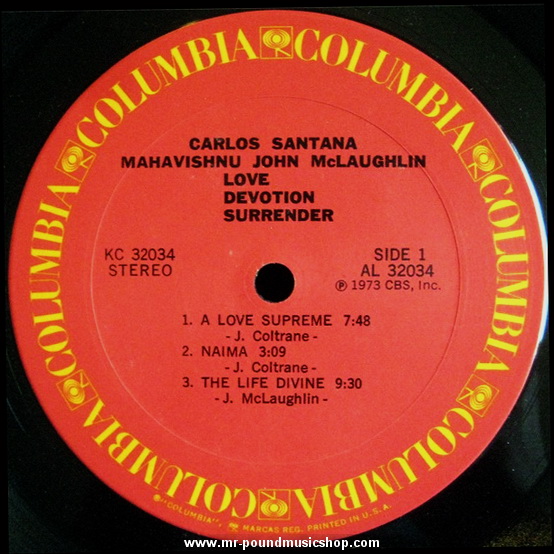 COLUMBIA COLUMBIA COLUMBIA COLUMBIA COLUMBIA COLUMBIA
CARLOS SANTANA
MAHAVISHNU JOHN McLAUGHLIN
LOVE
DEVOTION
SURRENDER
KC 32034
STEREO
SIDE 1
AL 32034
Ⓟ 1973 CBS, Inc.
1. A LOVE SUPREME 7:48
- J. Coltrane -
2. NAIMA 3:09
- J. Coltrane -
3. THE LIFE DIVINE 9:30
- J. McLaughlin -
"COLUMBIA", MARCAS REG. PRINTED IN U.S.A.
www.mr-poundmusicshop.com